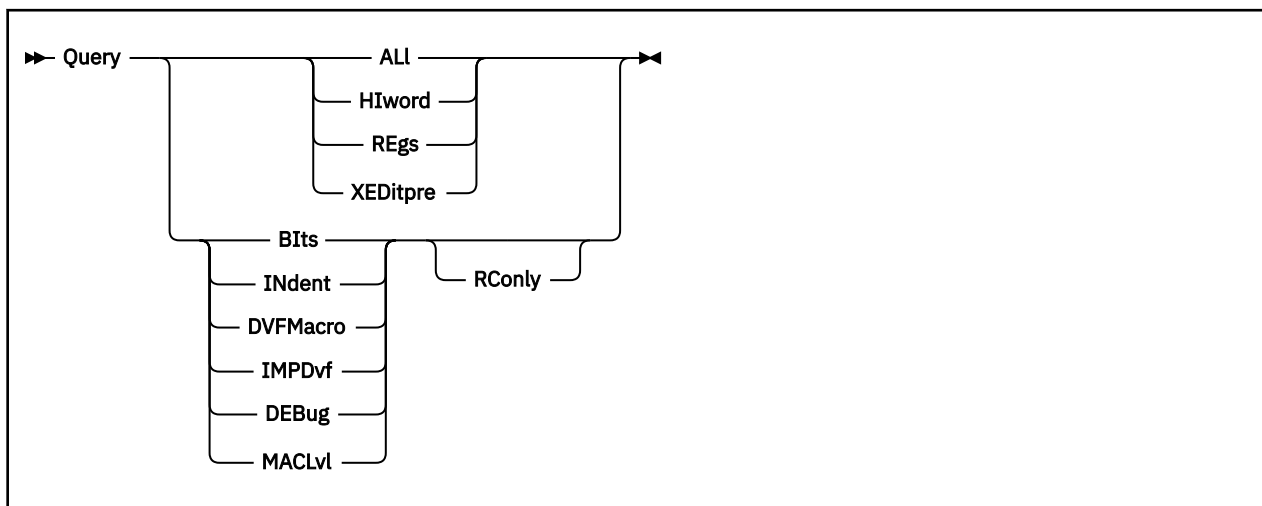 Query ALl
HIword
REgs
XEDitpre
BIts
INdent RConly
DVFMacro
IMPDvf
DEBug
MACLvl